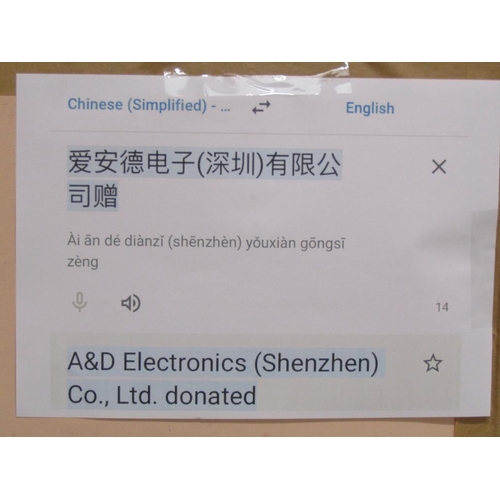 Chinese (Simplified) - ... English
爱安德电子(深圳)有限公
司赠
Ài ān dé diànzǐ (shēnzhèn) yǒuxiàn gōngsī
zèng
14
A&D Electronics (Shenzhen)
Co., Ltd. donated